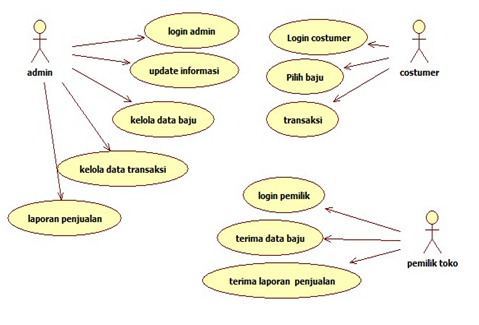 login admin
Login costumer
admin
update informasi
Pilih baju
costumer
kelola data baju
transaksi
kelola data transaksi
login pemilik
laporan penjualan
terima data baju
pemilik toko
terima laporan penjualan